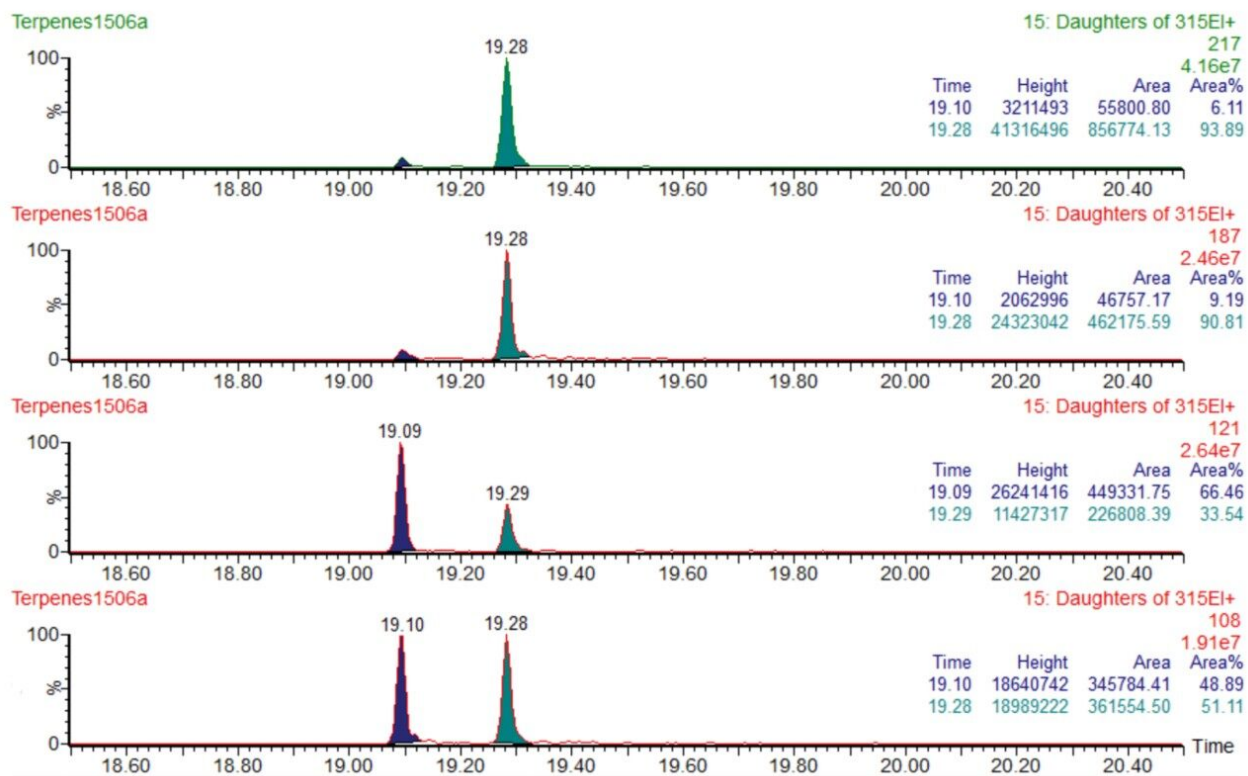 Terpenes1506a 15: Daughters of 315EI+
217
4.16e7
19.28
Time Height Area Area%
19.10 3211493 55800.80 6.11
19.28 41316496 856774.13 93.89
100
%
0
18.60 18.80 19.00 19.20 19.40 19.60 19.80 20.00 20.20 20.40
Terpenes1506a 15: Daughters of 315EI+
187
2.46e7
19.28
Time Height Area Area%
19.10 2062996 46757.17 9.19
19.28 24323042 462175.59 90.81
100
%
0
18.60 18.80 19.00 19.20 19.40 19.60 19.80 20.00 20.20 20.40
Terpenes1506a 15: Daughters of 315EI+
121
2.64e7
19.09
Time Height Area Area%
19.09 26241416 449331.75 66.46
19.29 11427317 226808.39 33.54
100
19.29
%
0
18.60 18.80 19.00 19.20 19.40 19.60 19.80 20.00 20.20 20.40
Terpenes1506a 15: Daughters of 315EI+
108
1.91e7
19.10 19.28
Time Height Area Area%
19.10 18640742 345784.41 48.89
19.28 18989222 361554.50 51.11
100
%
0 Time
18.60 18.80 19.00 19.20 19.40 19.60 19.80 20.00 20.20 20.40